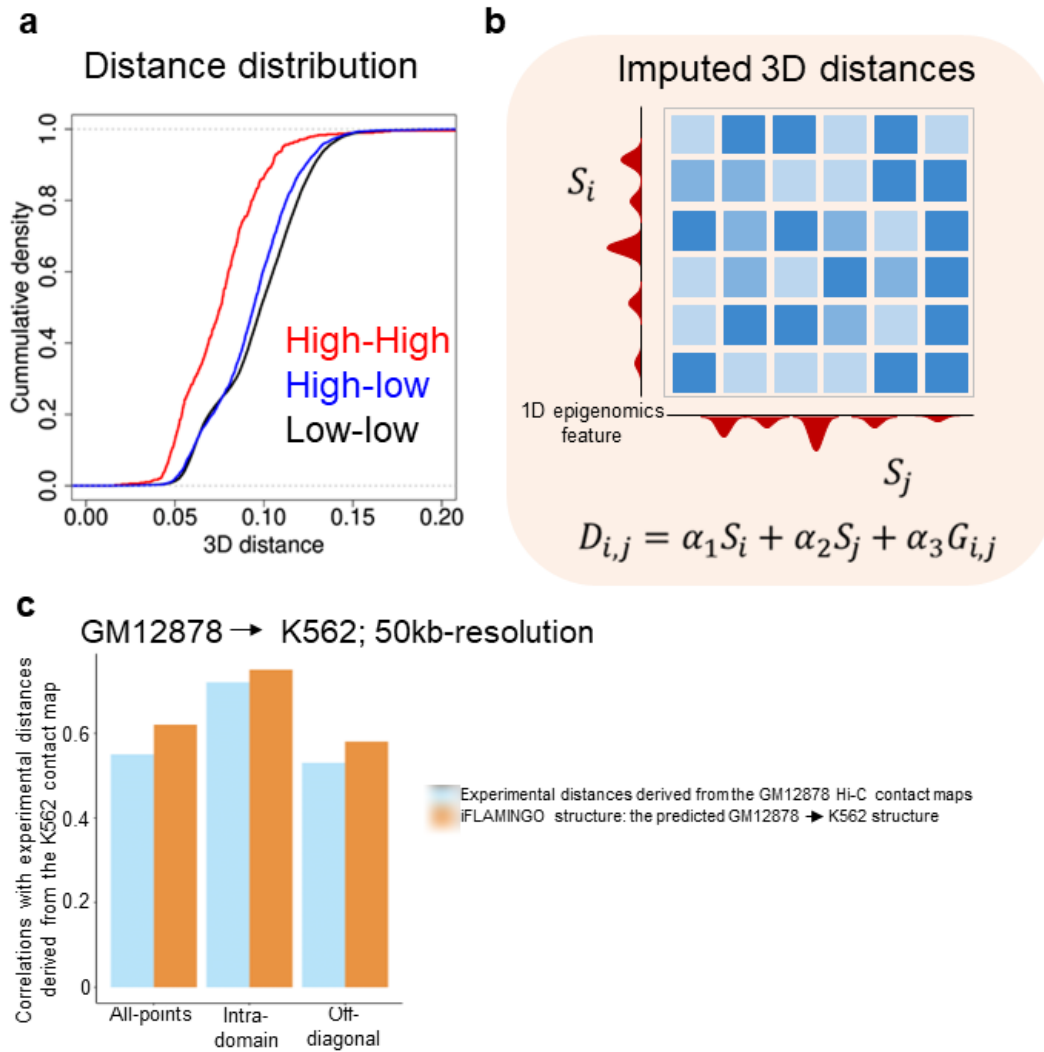 a
Distance distribution
Cummulative density
1.0
0.8
0.6
0.4
0.2
0.0
High-High
High-low
Low-low
0.00 0.05 0.10 0.15 0.20
3D distance
b
Imputed 3D distances
S_i
1D epigenomics
feature
S_j
D_{i,j} = α_1S_i + α_2S_j + α_3G_{i,j}
c
GM12878 → K562; 50kb-resolution
Correlations with experimental distances
derived from the K562 contact map
0.6
0.4
0.2
0
All-points Intra- Off-
domain diagonal
Experimental distances derived from the GM12878 Hi-C contact maps
iFLAMINGO structure: the predicted GM12878 → K562 structure